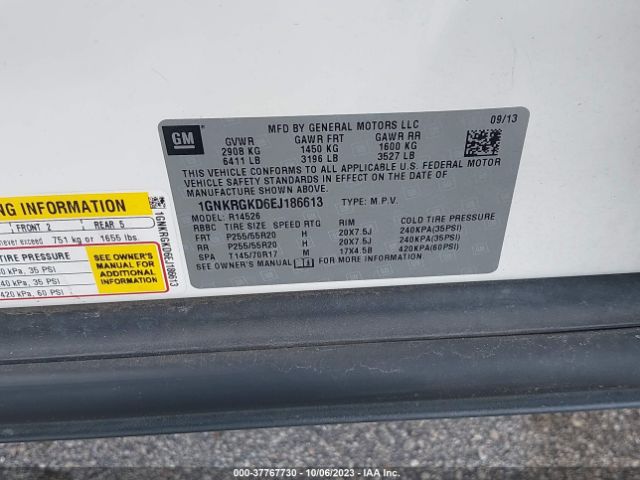 GM
MFD BY GENERAL MOTORS LLC
09/13
GVWR GAWR FRT GAWR RR
2908 KG 1450 KG 1600 KG
6411 LB 3196 LB 3527 LB
THIS VEHICLE CONFORMS TO ALL APPLICABLE U.S. FEDERAL MOTOR
VEHICLE SAFETY STANDARDS IN EFFECT ON THE DATE OF
MANUFACTURE SHOWN ABOVE.
1GNKRGKD6EJ186613 TYPE: M.P.V.
MODEL: R14526
RBBC TIRE SIZE SPEED RTG RIM COLD TIRE PRESSURE
FRT P255/55R20 H 20X7.5J 240KPA(35PSI)
RR P255/55R20 H 20X7.5J 240KPA(35PSI)
SPA T145/70R17 M 17X4.5B 420KPA(60PSI)
SEE OWNER'S MANUAL FOR MORE INFORMATION
NG INFORMATION
FRONT 2 REAR 5
never exceed 751 kg or 1655 lbs
TIRE PRESSURE
0 kPa, 35 PSI
40 kPa, 35 PSI
420 kPa, 60 PSI
SEE OWNER'S
MANUAL FOR
ADDITIONAL
INFORMATION
1GNKRGKD6EJ186613
000-37767730 - 10/06/2023 - IAA Inc.